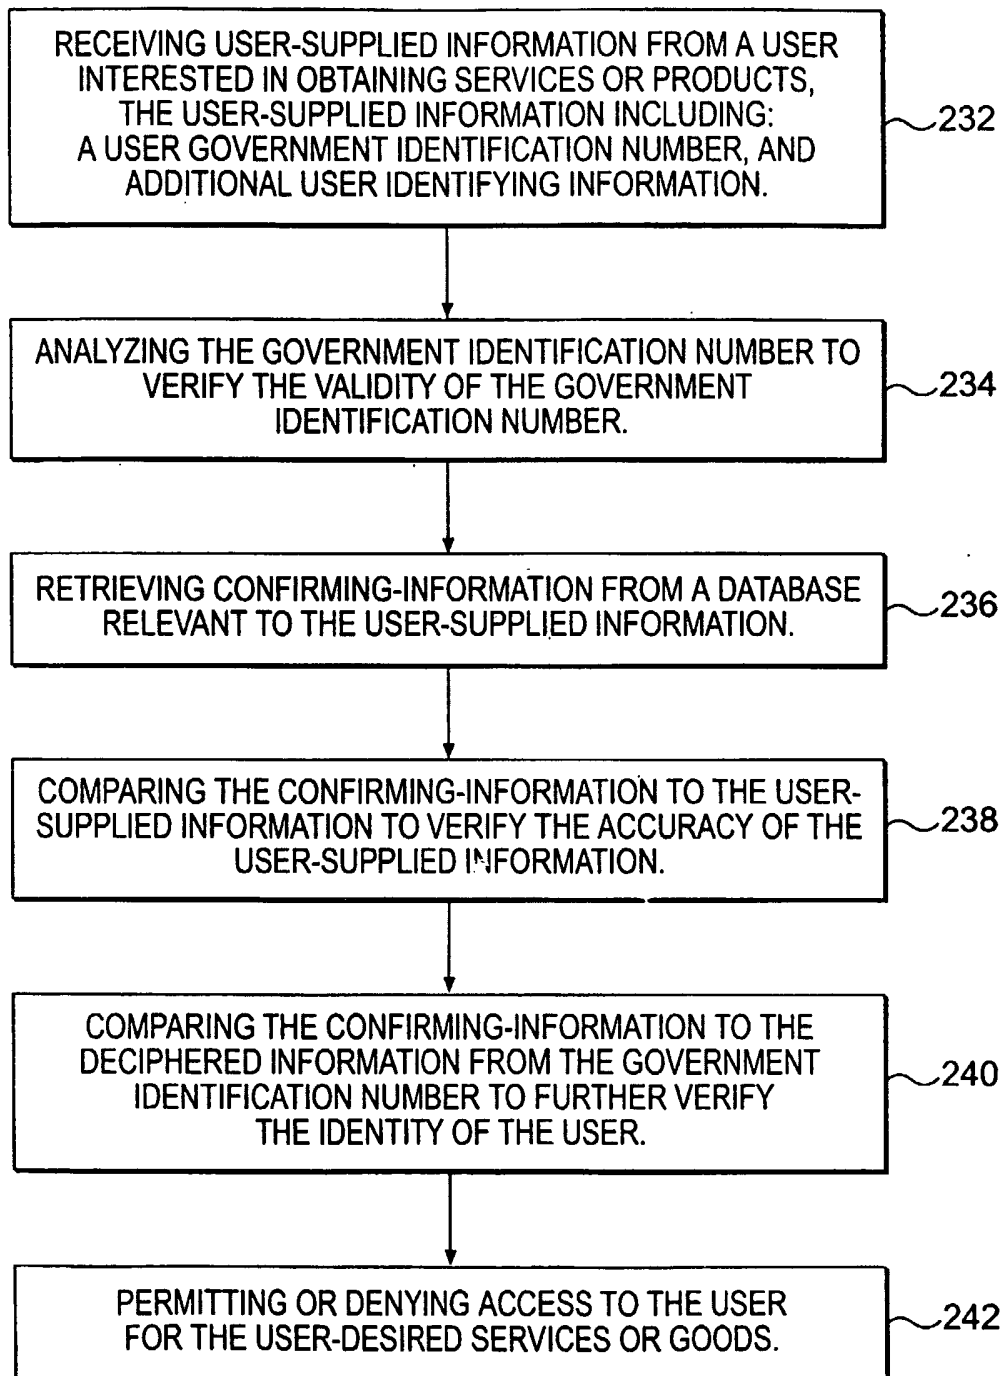 RECEIVING USER-SUPPLIED INFORMATION FROM A USER
INTERESTED IN OBTAINING SERVICES OR PRODUCTS,
THE USER-SUPPLIED INFORMATION INCLUDING:
A USER GOVERNMENT IDENTIFICATION NUMBER, AND
ADDITIONAL USER IDENTIFYING INFORMATION.
232
ANALYZING THE GOVERNMENT IDENTIFICATION NUMBER TO
VERIFY THE VALIDITY OF THE GOVERNMENT
IDENTIFICATION NUMBER.
234
RETRIEVING CONFIRMING-INFORMATION FROM A DATABASE
RELEVANT TO THE USER-SUPPLIED INFORMATION.
236
COMPARING THE CONFIRMING-INFORMATION TO THE USER-
SUPPLIED INFORMATION TO VERIFY THE ACCURACY OF THE
USER-SUPPLIED INFORMATION.
238
COMPARING THE CONFIRMING-INFORMATION TO THE
DECIPHERED INFORMATION FROM THE GOVERNMENT
IDENTIFICATION NUMBER TO FURTHER VERIFY
THE IDENTITY OF THE USER.
240
PERMITTING OR DENYING ACCESS TO THE USER
FOR THE USER-DESIRED SERVICES OR GOODS.
242